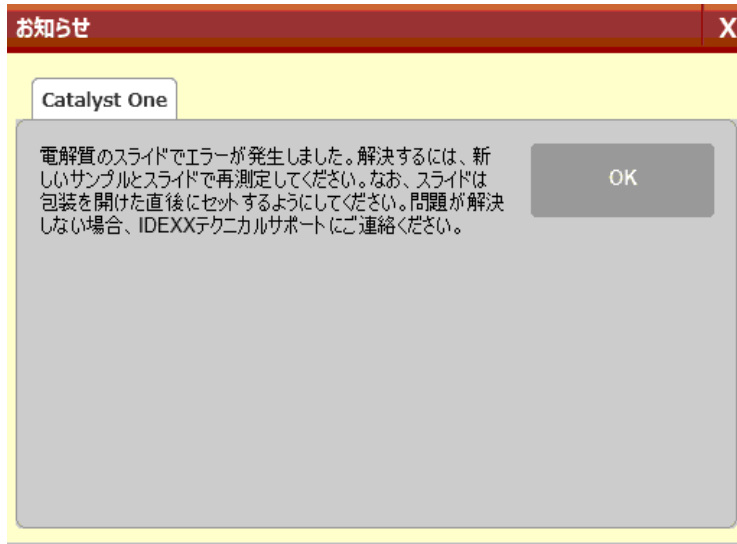 お知らせ
X
Catalyst One
電解質のスライドでエラーが発生しました。解決するには、新
しいサンプルとスライドで再測定してください。なお、スライドは
包装を開けた直後にセットするようにしてください。問題が解決
しない場合、IDEXXテクニカルサポートにご連絡ください。
OK